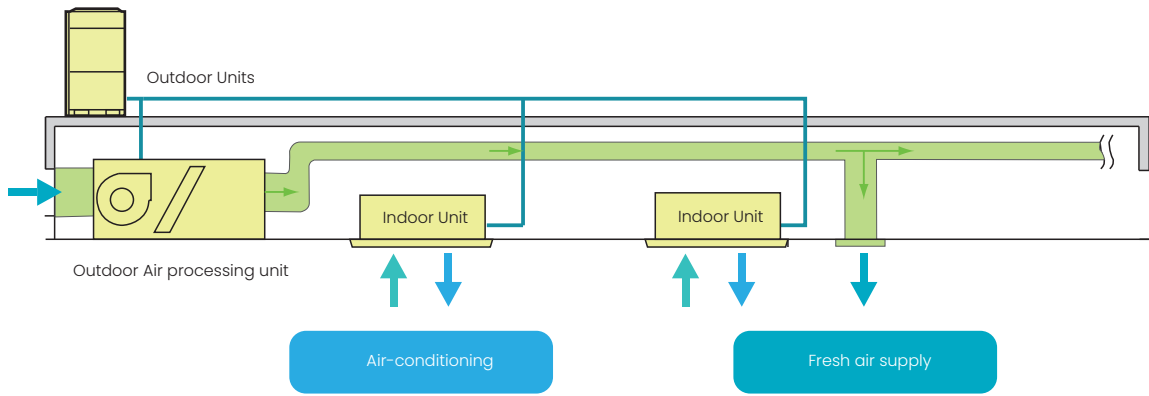 Outdoor Units
Indoor Unit
Indoor Unit
Outdoor Air processing unit
Air-conditioning
Fresh air supply